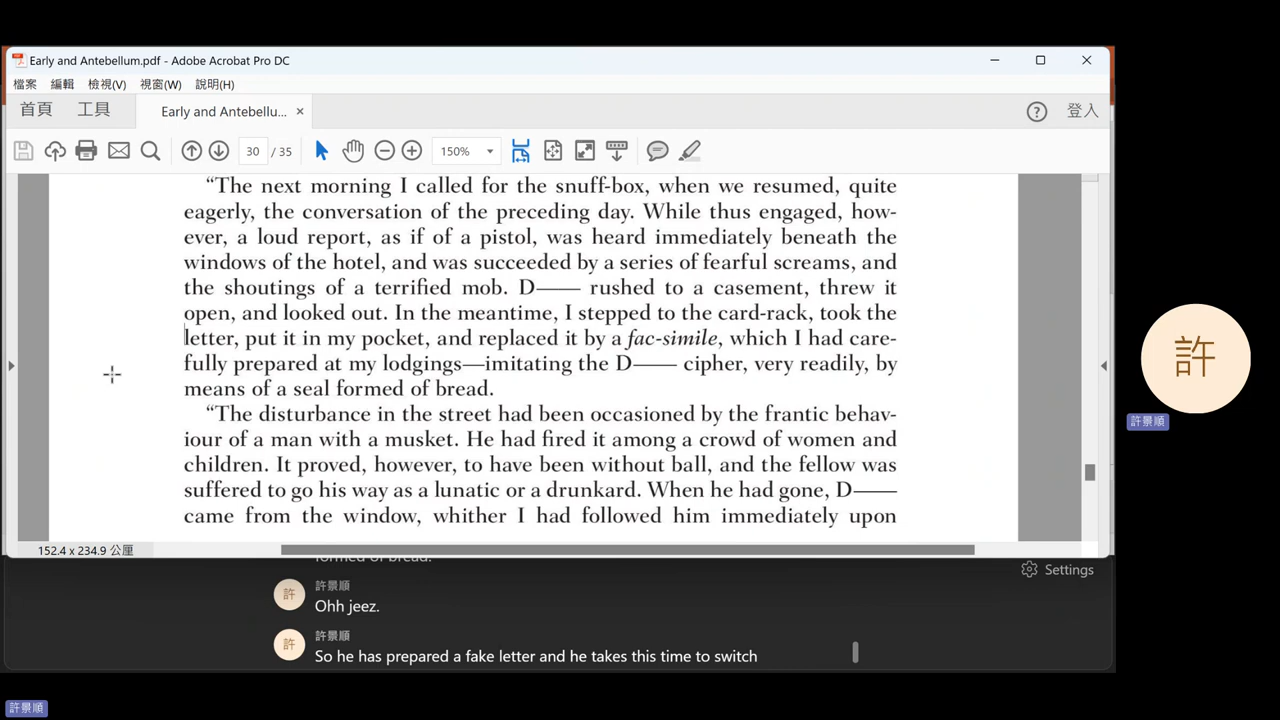 Early and Antebellum.pdf - Adobe Acrobat Pro DC
檔案 編輯 檢視(V) 視窗(W) 說明(H)
首頁 工具 Early and Antebellu... × ? 登入
30 / 35 150%
“The next morning I called for the snuff-box, when we resumed, quite
eagerly, the conversation of the preceding day. While thus engaged, how-
ever, a loud report, as if of a pistol, was heard immediately beneath the
windows of the hotel, and was succeeded by a series of fearful screams, and
the shoutings of a terrified mob. D—— rushed to a casement, threw it
open, and looked out. In the meantime, I stepped to the card-rack, took the
letter, put it in my pocket, and replaced it by a fac-simile, which I had care-
fully prepared at my lodgings—imitating the D—— cipher, very readily, by
means of a seal formed of bread.
“The disturbance in the street had been occasioned by the frantic behav-
iour of a man with a musket. He had fired it among a crowd of women and
children. It proved, however, to have been without ball, and the fellow was
suffered to go his way as a lunatic or a drunkard. When he had gone, D——
came from the window, whither I had followed him immediately upon
152.4 x 234.9 公厘
formed of bread.
Settings
許 許景順
Ohh jeez.
許 許景順
So he has prepared a fake letter and he takes this time to switch
許
許景順
許景順